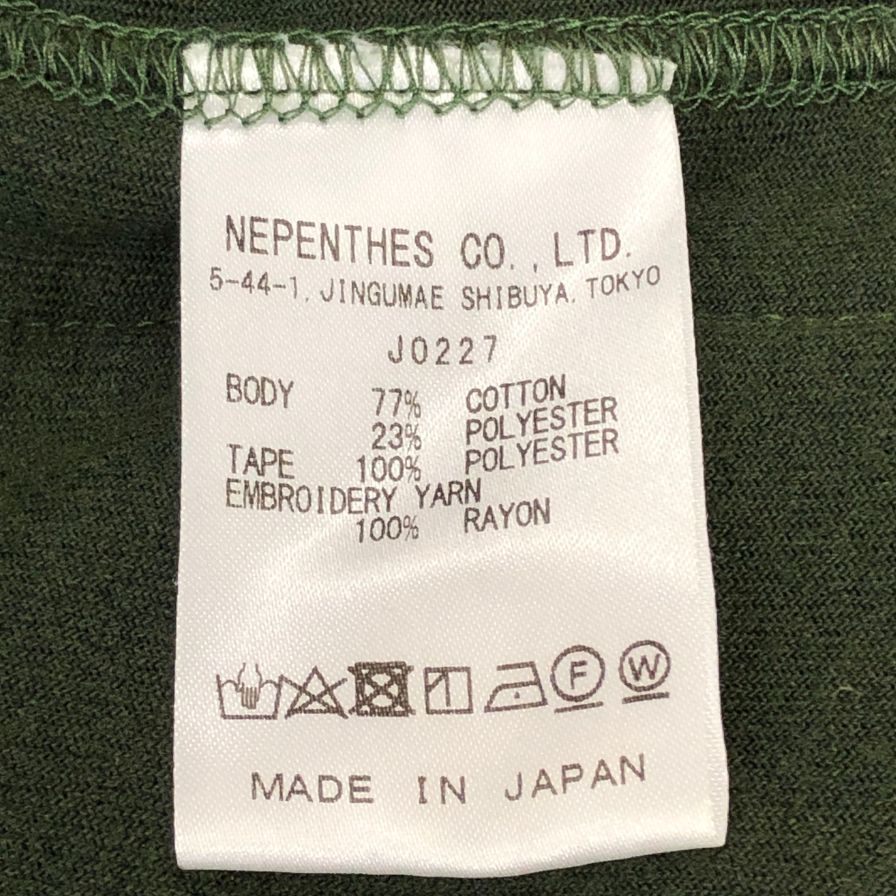 NEPENTHES CO., LTD.
5-44-1, JINGUMAE SHIBUYA, TOKYO
J0227
BODY 77% COTTON
23% POLYESTER
TAPE 100% POLYESTER
EMBROIDERY YARN
100% RAYON
F W
MADE IN JAPAN